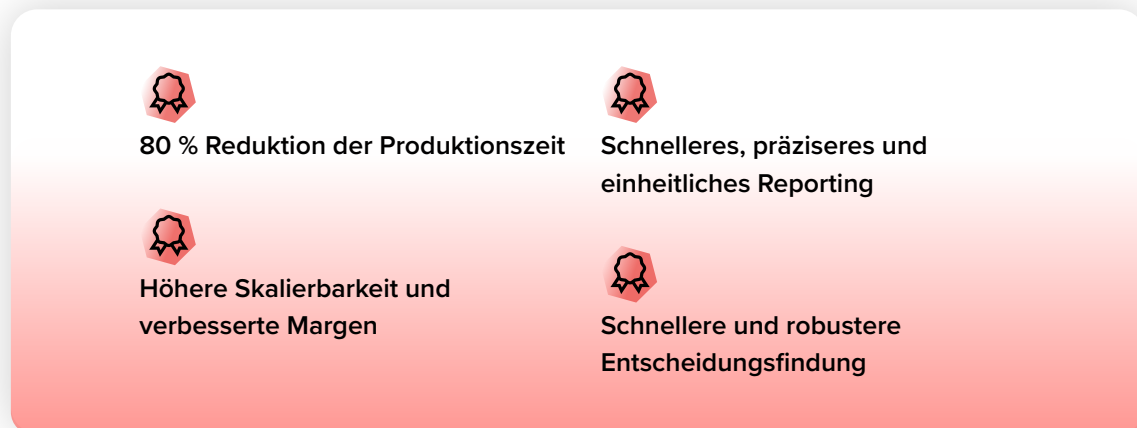 80 % Reduktion der Produktionszeit
Höhere Skalierbarkeit und
verbesserte Margen
Schnelleres, präziseres und
einheitliches Reporting
Schnellere und robustere
Entscheidungsfindung